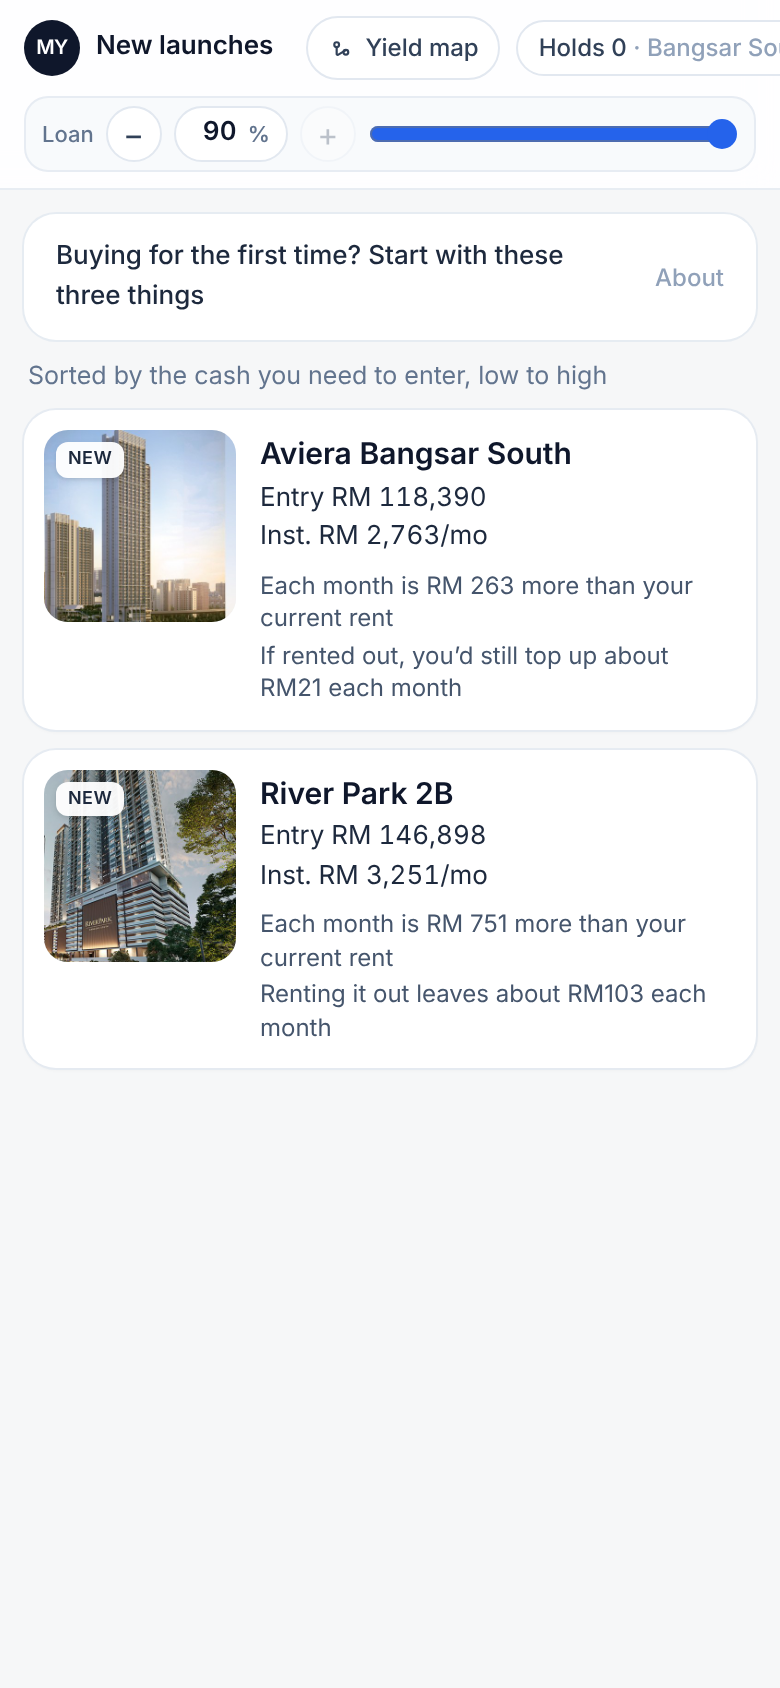 MY New launches Yield map Holds 0 · Bangsar Sou
Loan – 90 % +
Buying for the first time? Start with these
three things
About
Sorted by the cash you need to enter, low to high
NEW
Aviera Bangsar South
Entry RM 118,390
Inst. RM 2,763/mo
Each month is RM 263 more than your
current rent
If rented out, you’d still top up about
RM21 each month
NEW
RIVERPARK
River Park 2B
Entry RM 146,898
Inst. RM 3,251/mo
Each month is RM 751 more than your
current rent
Renting it out leaves about RM103 each
month